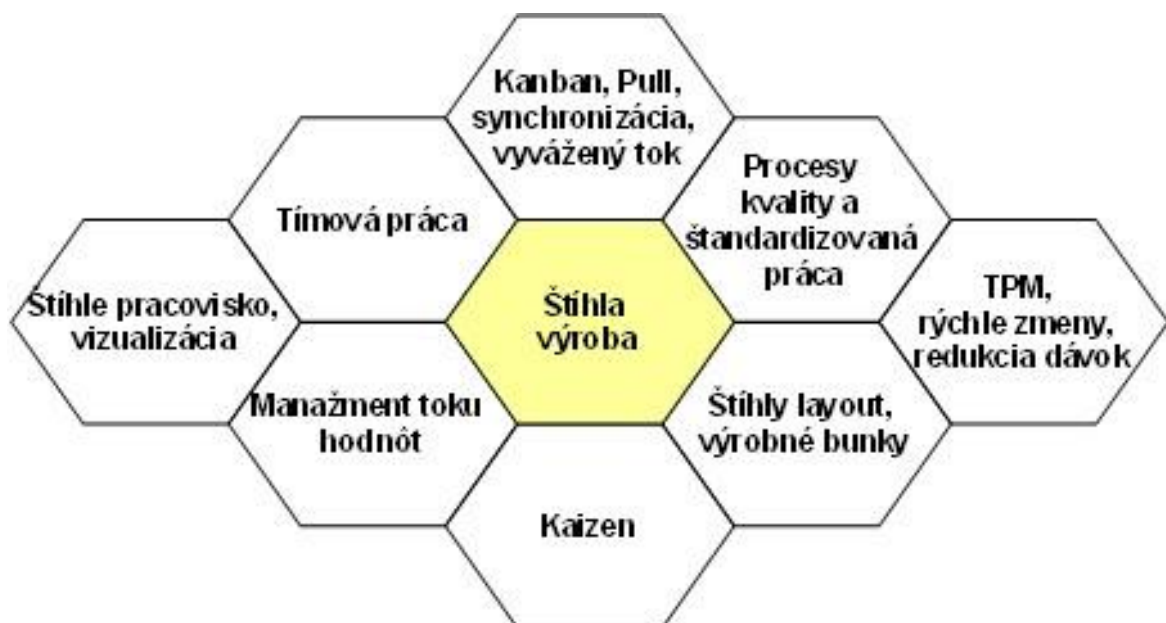 Kanban, Pull,
synchronizácia,
vyvážený tok
Tímová práca
Procesy
kvality a
štandardizovaná
práca
Štíhle pracovisko,
vizualizácia
Štíhla
výroba
TPM,
rýchle zmeny,
redukcia dávok
Manažment toku
hodnôt
Štíhly layout,
výrobné bunky
Kaizen